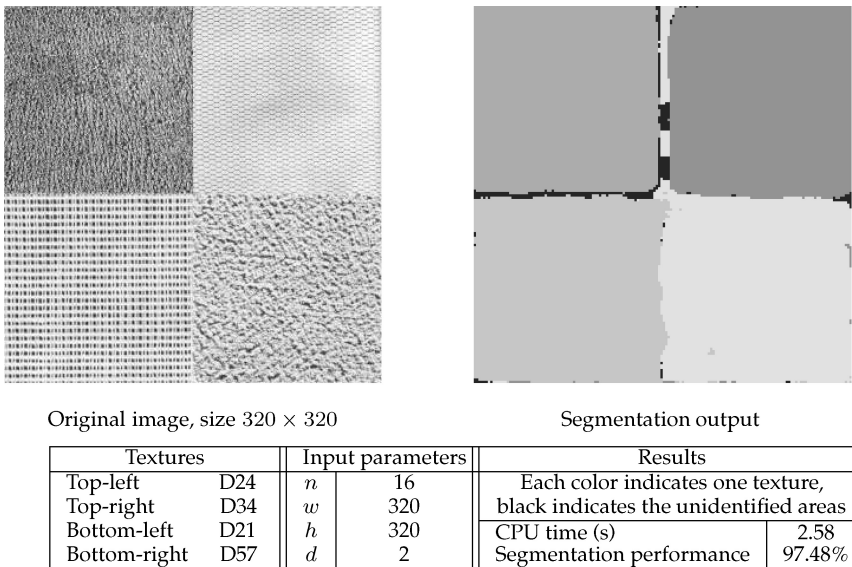 Original image, size 320 × 320
Segmentation output
Textures Input parameters Results
Top-left D24 n 16 Each color indicates one texture,
Top-right D34 w 320 black indicates the unidentified areas
Bottom-left D21 h 320 CPU time (s) 2.58
Bottom-right D57 d 2 Segmentation performance 97.48%